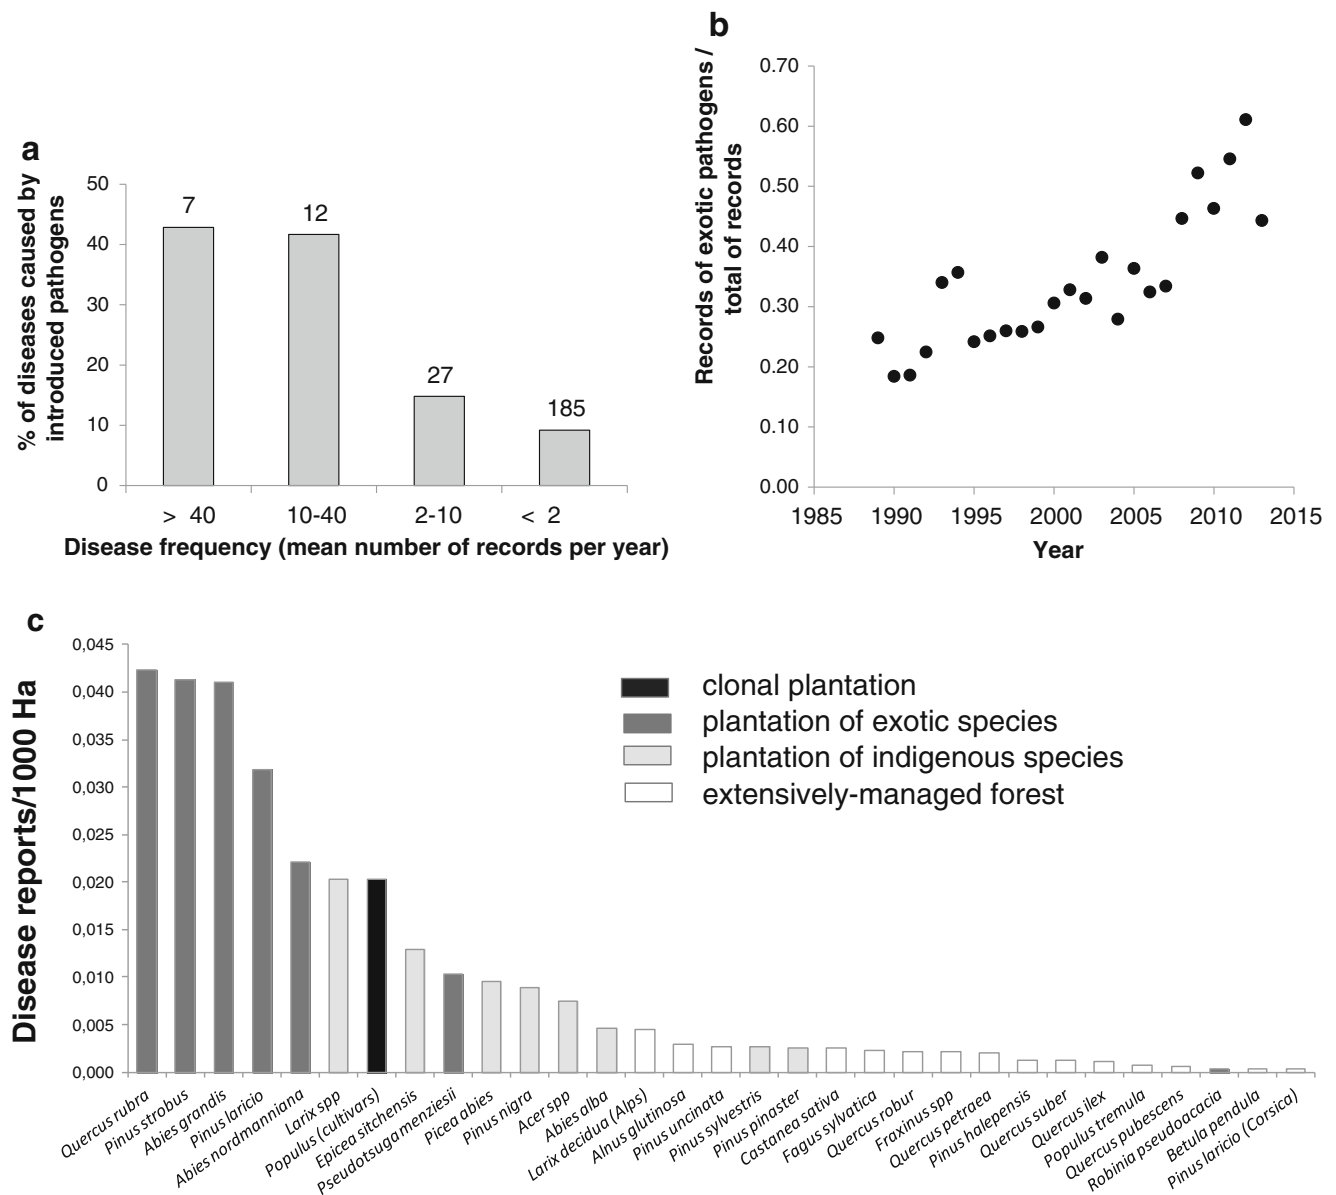 a
% of diseases caused by
introduced pathogens
50
40
30
20
10
0
7
12
27
185
> 40
10-40
2-10
< 2
Disease frequency (mean number of records per year)
b
Records of exotic pathogens /
total of records
0.70
0.60
0.50
0.40
0.30
0.20
0.10
0.00
1985
1990
1995
2000
2005
2010
2015
Year
c
Disease reports/1000 Ha
0,045
0,040
0,035
0,030
0,025
0,020
0,015
0,010
0,005
0,000
clonal plantation
plantation of exotic species
plantation of indigenous species
extensively-managed forest
Quercus rubra
Pinus strobus
Abies grandis
Pinus laricio
Abies nordmanniana
Larix spp
Populus (cultivars)
Epicea sitchensis
Pseudotsuga menziesii
Picea abies
Pinus nigra
Acer spp
Abies alba
Larix decidua (Alps)
Alnus glutinosa
Pinus uncinata
Pinus sylvestris
Pinus pinaster
Castanea sativa
Fagus sylvatica
Quercus robur
Fraxinus spp
Quercus petraea
Pinus halepensis
Quercus suber
Quercus ilex
Populus tremula
Quercus pubescens
Robinia pseudoacacia
Betula pendula
Pinus laricio (Corsica)